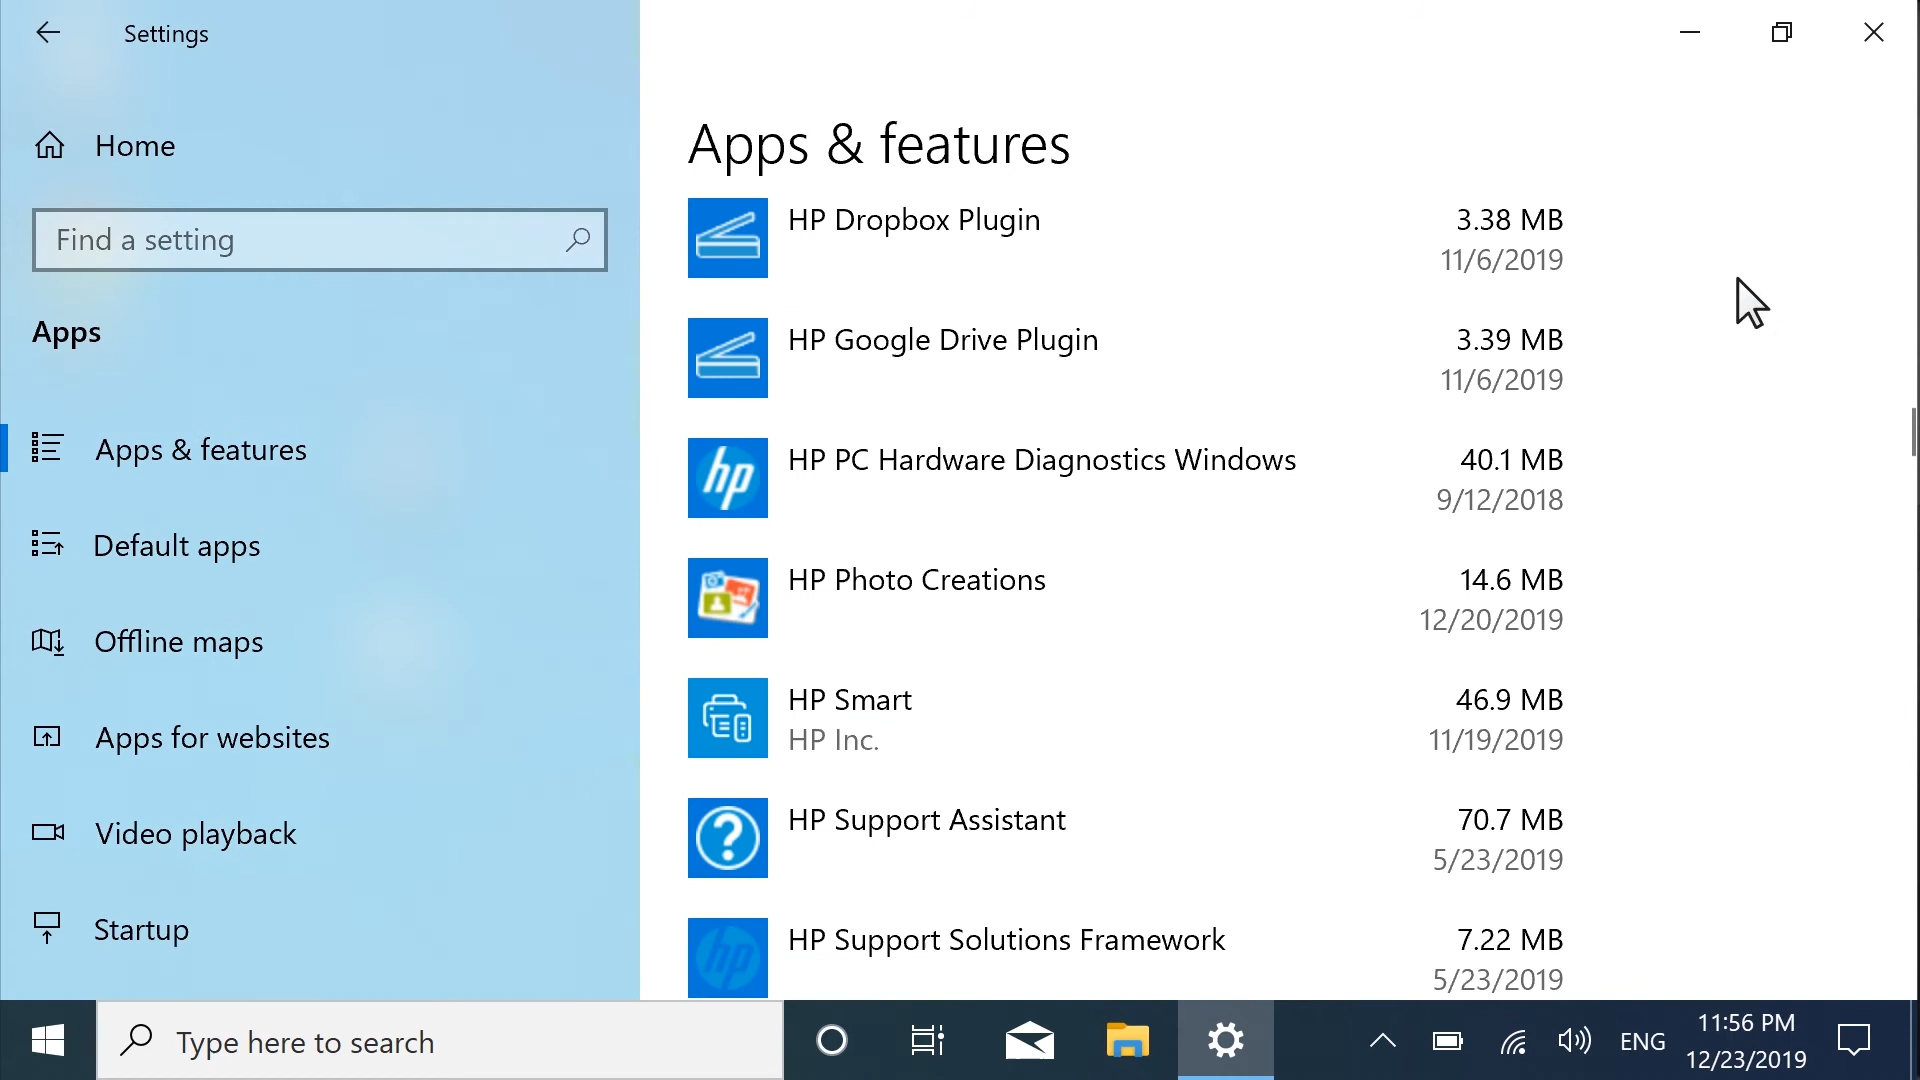 Settings
Home
Find a setting
Apps
Apps & features
Default apps
Offline maps
Apps for websites
Video playback
Startup
Apps & features
HP Dropbox Plugin
3.38 MB
11/6/2019
HP Google Drive Plugin
3.39 MB
11/6/2019
hp
HP PC Hardware Diagnostics Windows
40.1 MB
9/12/2018
HP Photo Creations
14.6 MB
12/20/2019
HP Smart
46.9 MB
HP Inc.
11/19/2019
?
HP Support Assistant
70.7 MB
5/23/2019
hp
HP Support Solutions Framework
7.22 MB
5/23/2019
Type here to search
ENG
11:56 PM
12/23/2019